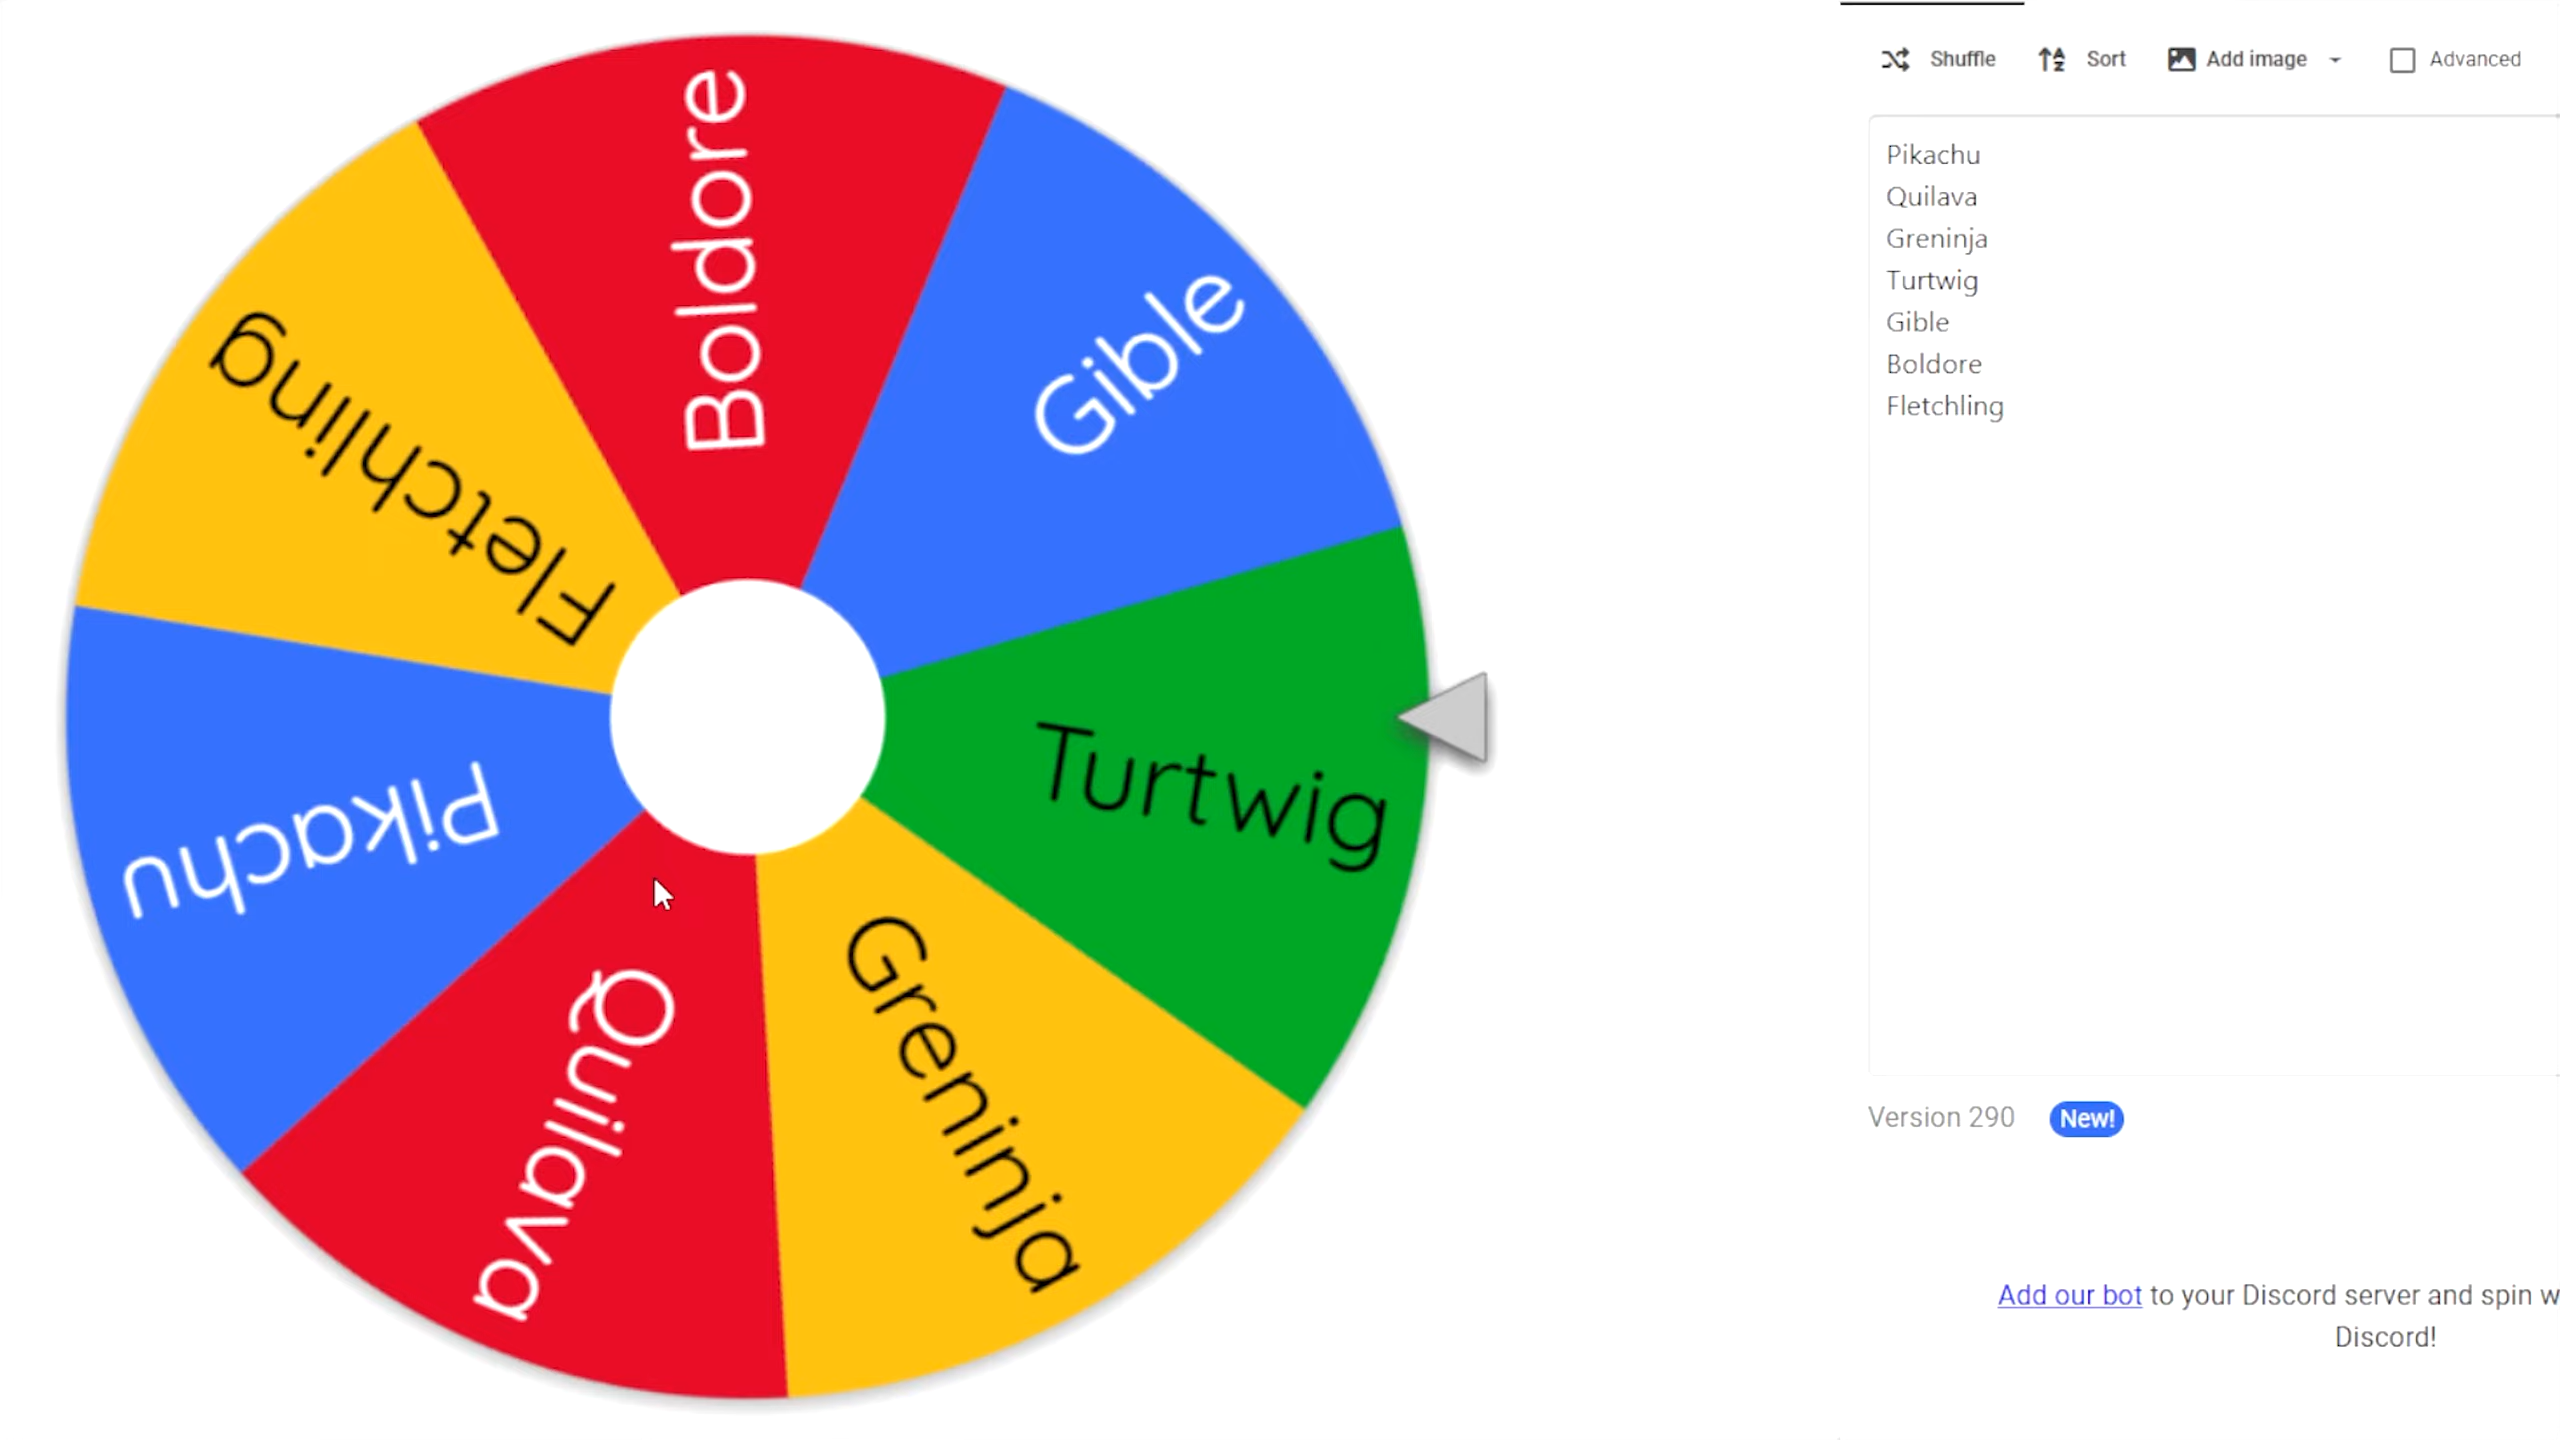 Boldore
Gible
Fletchling
Turtwig
Pikachu
Greninja
Quilava
Shuffle
Sort
Add image
Advanced
Pikachu
Quilava
Greninja
Turtwig
Gible
Boldore
Fletchling
Version 290
New!
Add our bot to your Discord server and spin w
Discord!